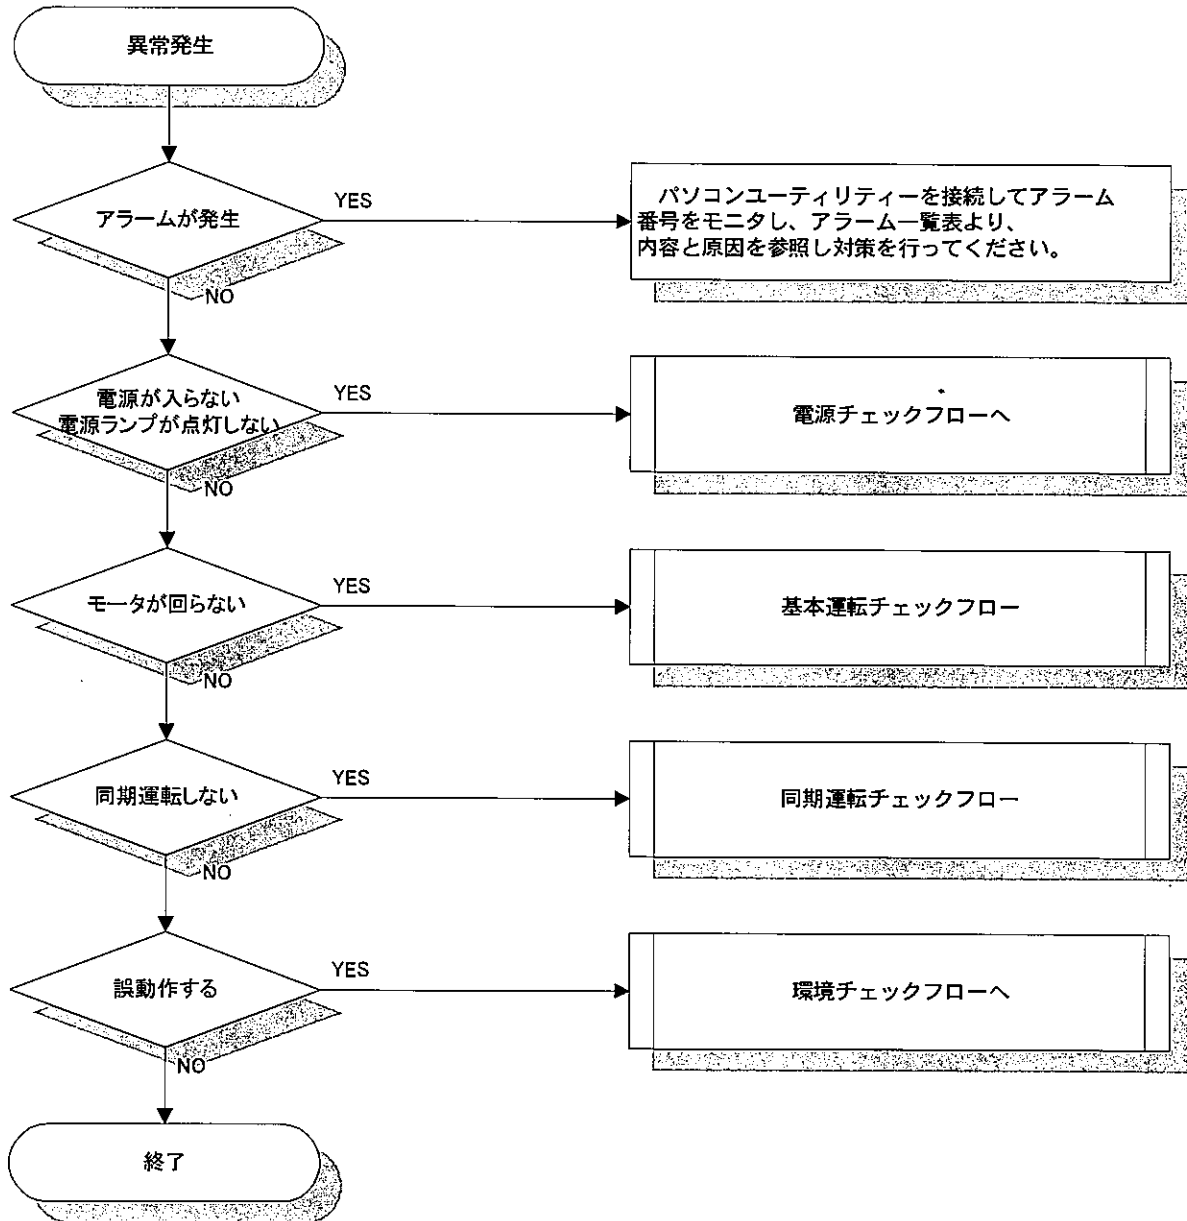 異常発生
アラームが発生
YES
パソコンユーティリティーを接続してアラーム
番号をモニタし、アラーム一覧表より、
内容と原因を参照し対策を行ってください。
NO
電源が入らない
電源ランプが点灯しない
YES
電源チェックフローへ
NO
モータが回らない
YES
基本運転チェックフロー
NO
同期運転しない
YES
同期運転チェックフロー
NO
誤動作する
YES
環境チェックフローへ
NO
終了